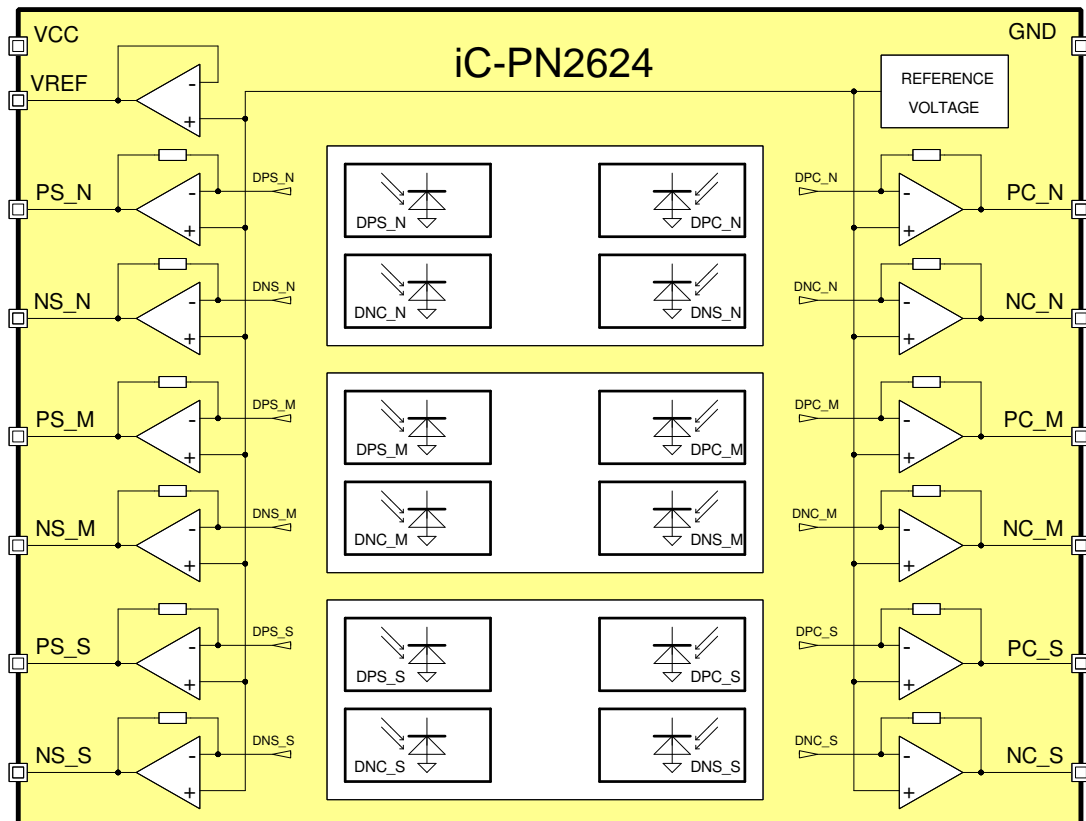 VCC
GND
iC-PN2624
VREF
-
+
REFERENCE
VOLTAGE
PS_N
-
+
DPS_N
DPS_N
DPC_N
DPC_N
-
+
PC_N
NS_N
-
+
DNS_N
DNC_N
DNS_N
DNC_N
-
+
NC_N
PS_M
-
+
DPS_M
DPS_M
DPC_M
DPC_M
-
+
PC_M
NS_M
-
+
DNS_M
DNC_M
DNS_M
DNC_M
-
+
NC_M
PS_S
-
+
DPS_S
DPS_S
DPC_S
DPC_S
-
+
PC_S
NS_S
-
+
DNS_S
DNC_S
DNS_S
DNC_S
-
+
NC_S